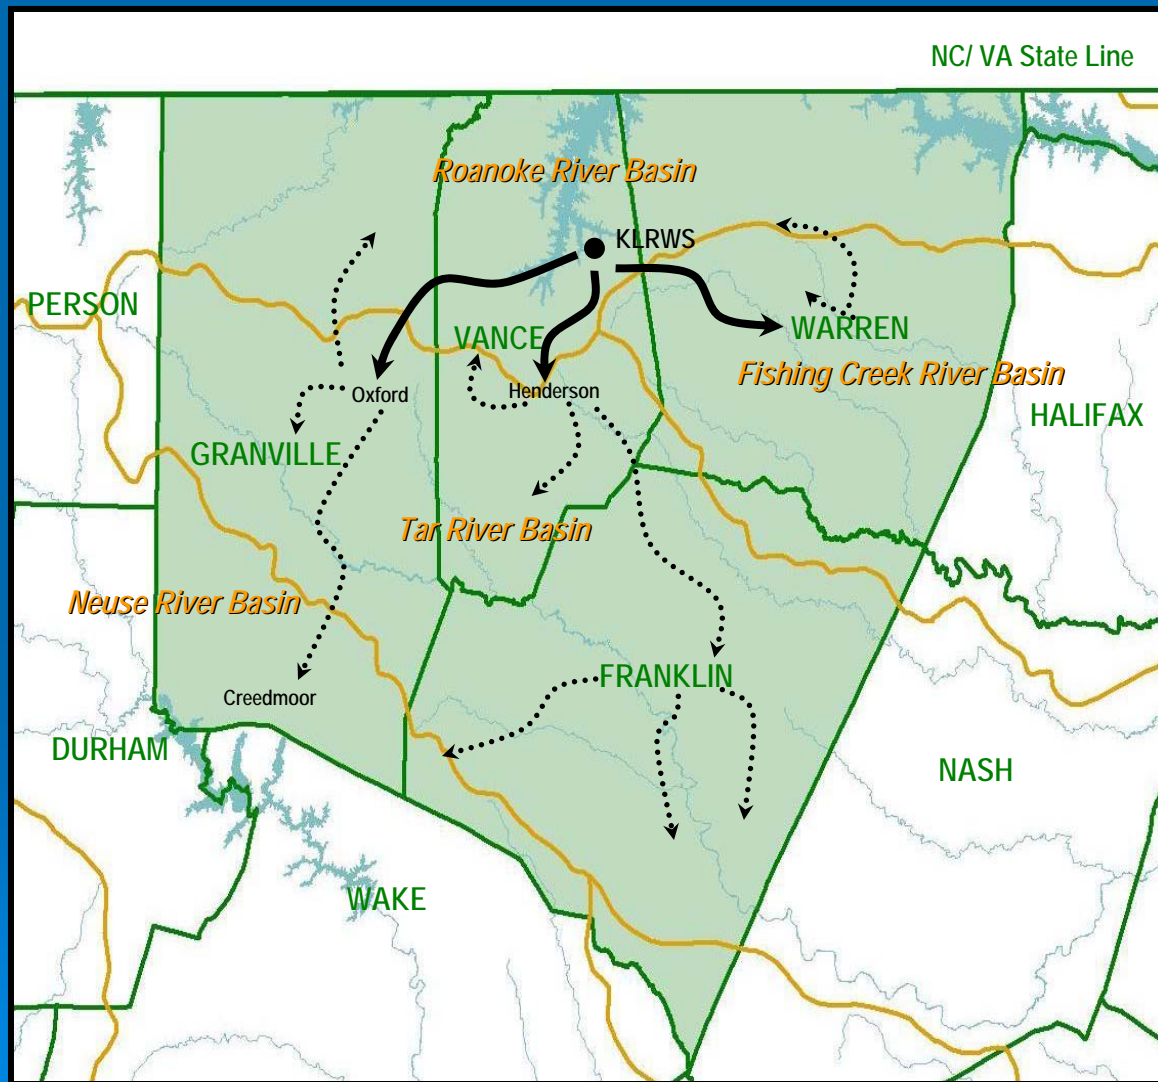 NC/ VA State Line
Roanoke River Basin
KLRWS
PERSON
VANCE
WARREN
Fishing Creek River Basin
Oxford
Henderson
HALIFAX
GRANVILLE
Tar River Basin
Neuse River Basin
FRANKLIN
Creedmoor
DURHAM
NASH
WAKE